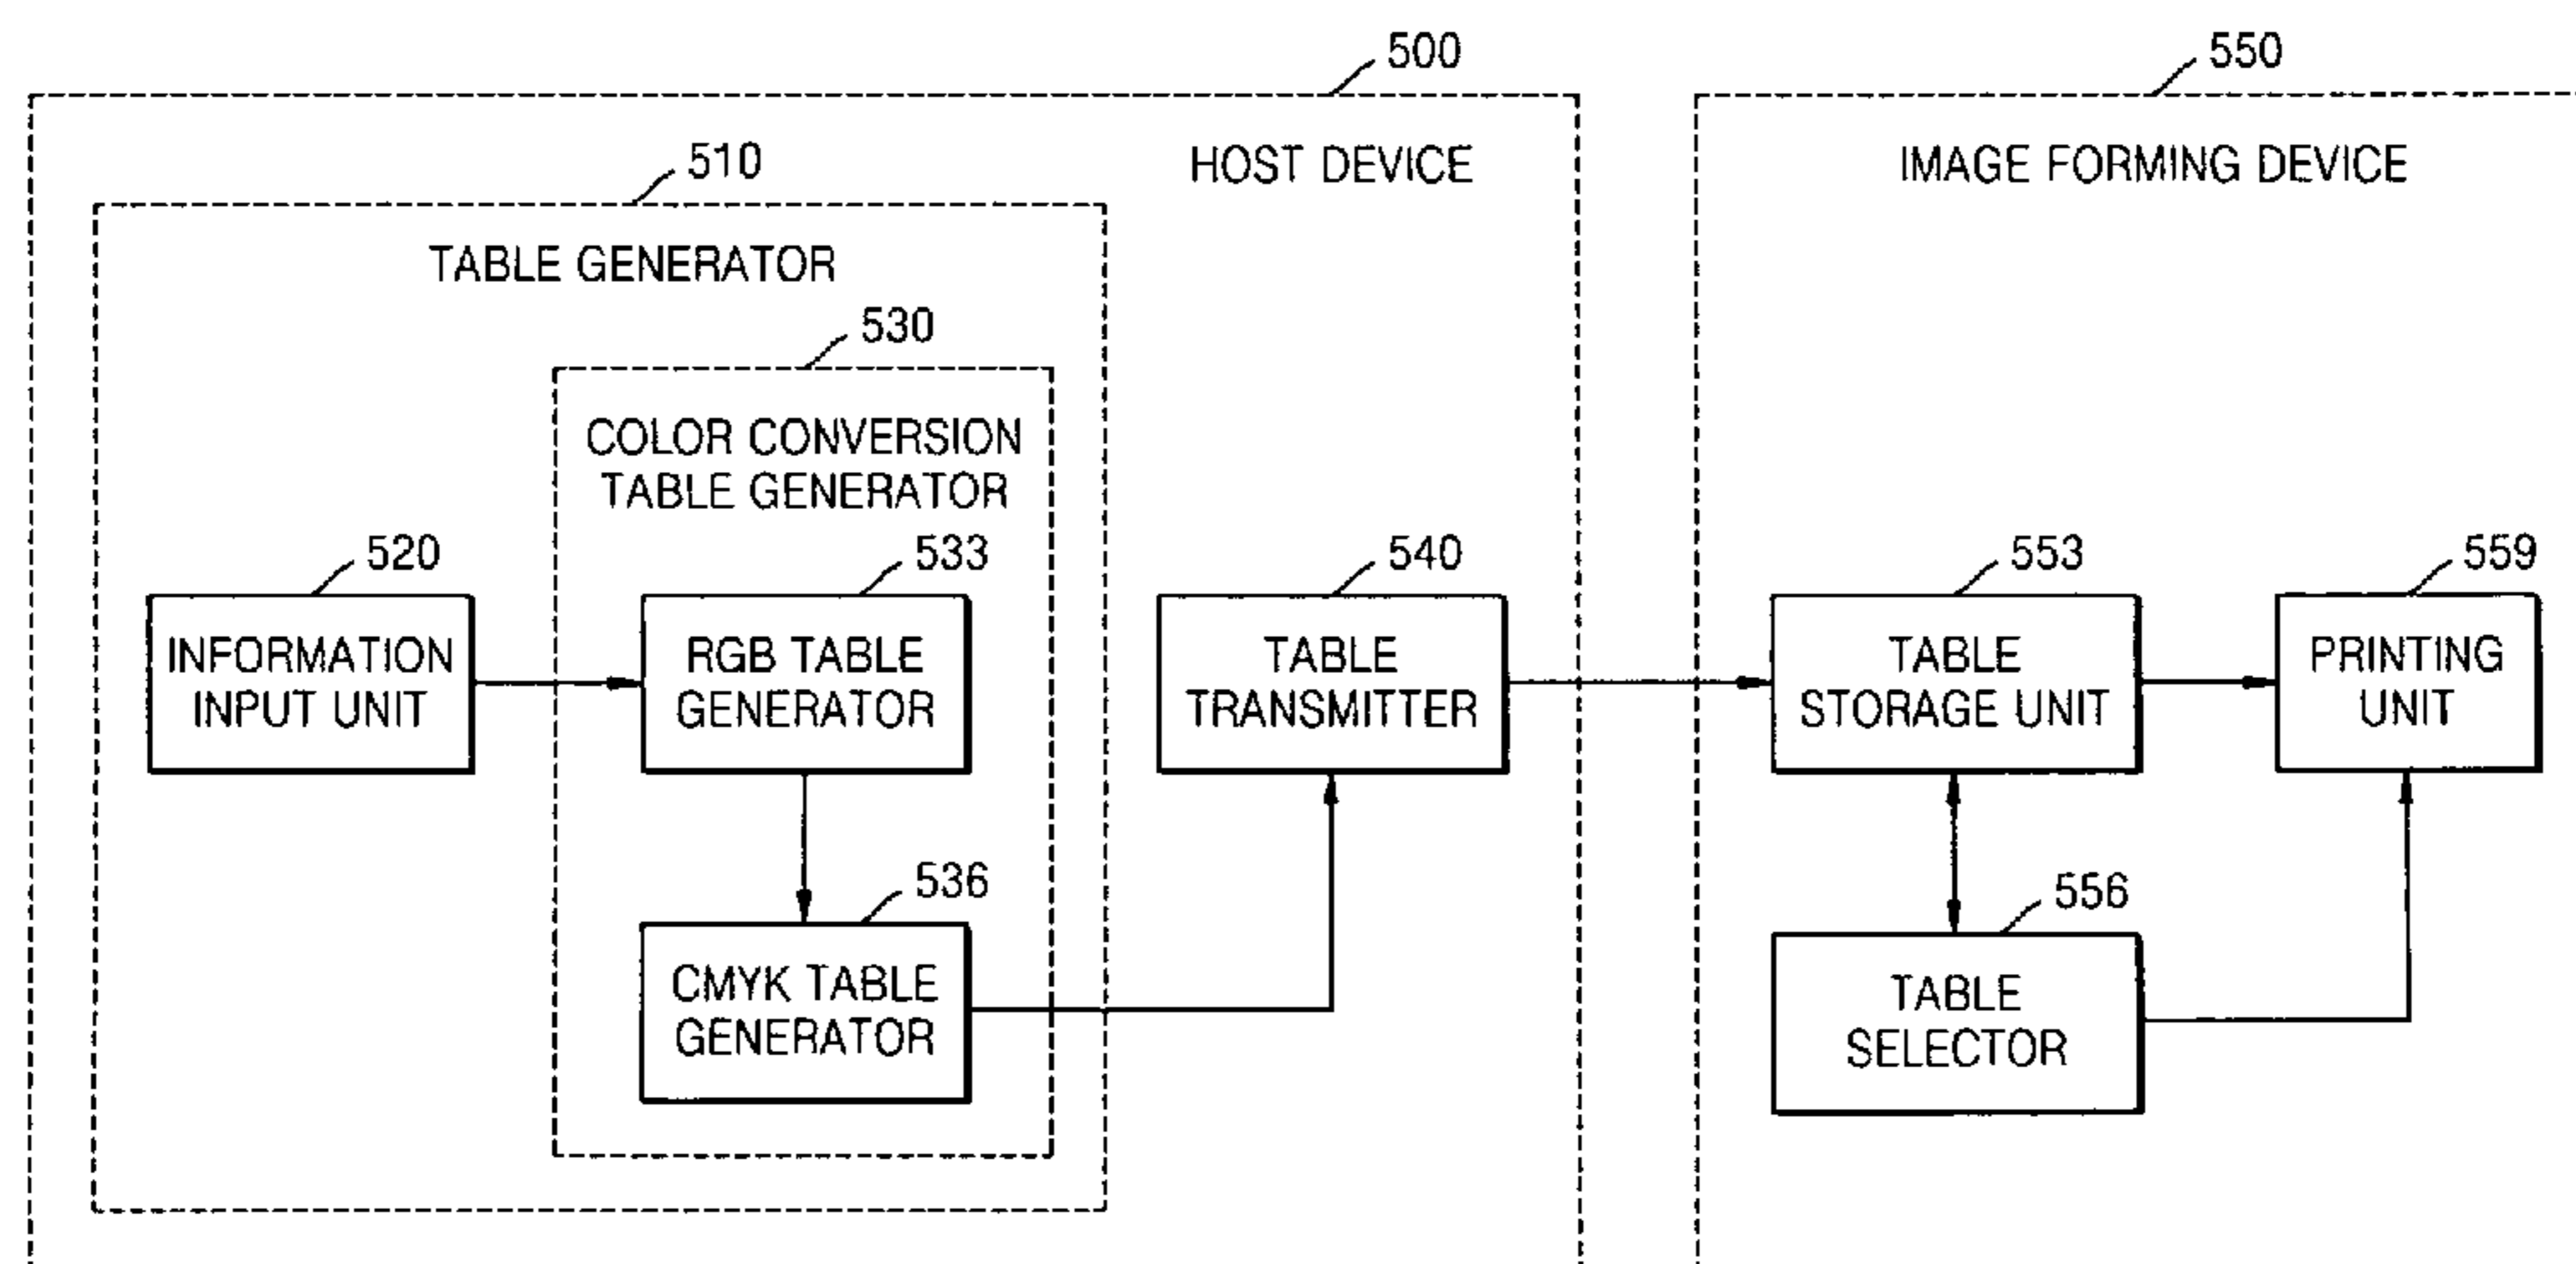 500
550
HOST DEVICE
IMAGE FORMING DEVICE
510
TABLE GENERATOR
530
COLOR CONVERSION
TABLE GENERATOR
520
INFORMATION
INPUT UNIT
533
RGB TABLE
GENERATOR
536
CMYK TABLE
GENERATOR
540
TABLE
TRANSMITTER
553
TABLE
STORAGE UNIT
559
PRINTING
UNIT
556
TABLE
SELECTOR